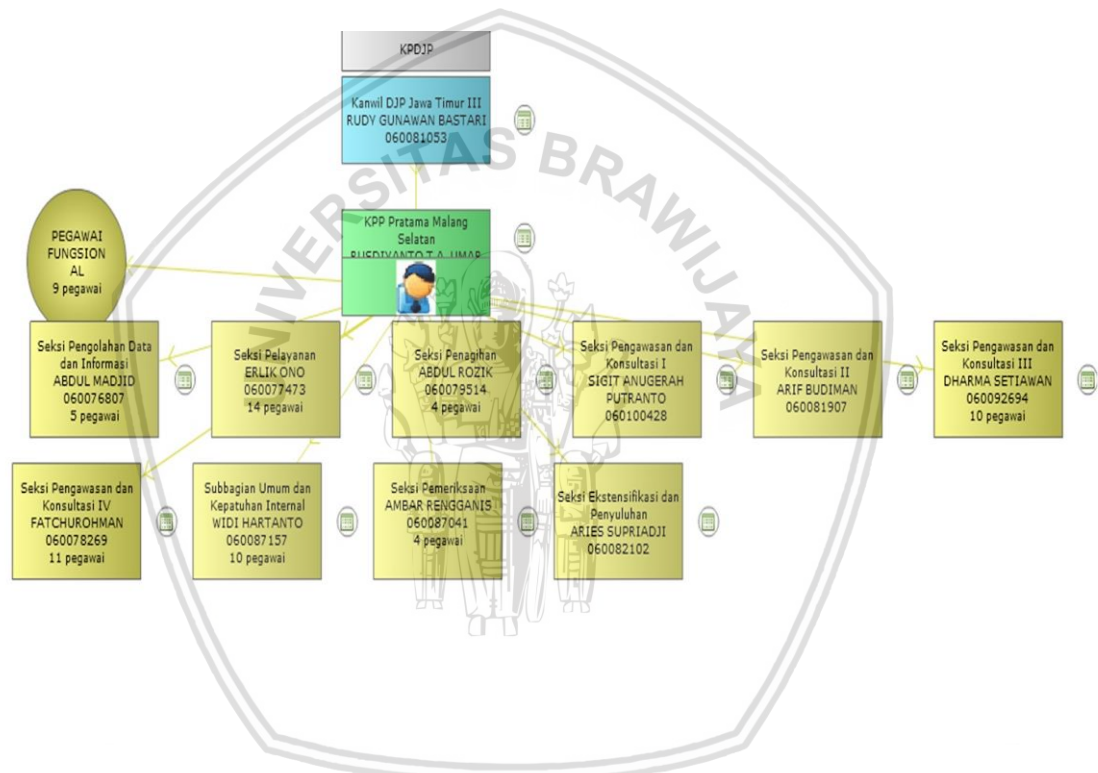 KPDJP
Kanwil DJP Jawa Timur III
RUDY GUNAWAN BASTARI
060081053
KPP Pratama Malang
Selatan
RUSDIYANTO T.A. UMAR
PEGAWAI
FUNGSION
AL
9 pegawai
Seksi Pengolahan Data
dan Informasi
ABDUL MADJID
060076807
5 pegawai
Seksi Pelayanan
ERLIK ONO
060077473
14 pegawai
Seksi Penagihan
ABDUL ROZIK
060079514
4 pegawai
Seksi Pengawasan dan
Konsultasi I
SIGIT ANUGERAH
PUTRANTO
060100428
Seksi Pengawasan dan
Konsultasi II
ARIF BUDIMAN
060081907
Seksi Pengawasan dan
Konsultasi III
DHARMA SETIAWAN
060092694
10 pegawai
Seksi Pengawasan dan
Konsultasi IV
FATCHUROHMAN
060078269
11 pegawai
Subbagian Umum dan
Kepatuhan Internal
WIDI HARTANTO
060087157
10 pegawai
Seksi Pemeriksaan
AMBAR RENGGANIS
060087041
4 pegawai
Seksi Ekstensifikasi dan
Penyuluhan
ARIES SUPRIADJI
060082102
UNIVERSITAS BRAWIJAYA